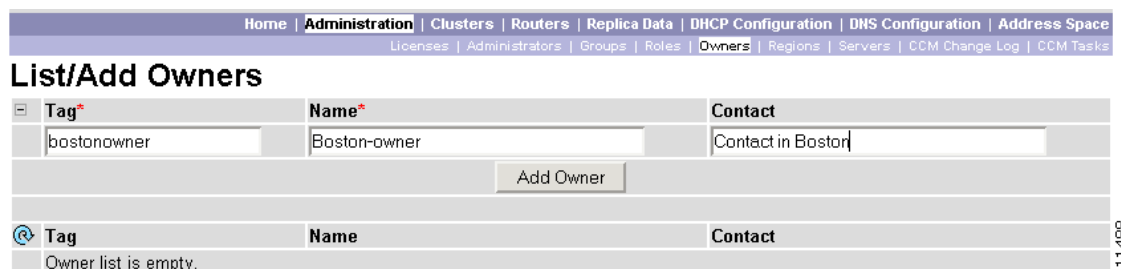 Home | Administration | Clusters | Routers | Replica Data | DHCP Configuration | DNS Configuration | Address Space
Licenses | Administrators | Groups | Roles | Owners | Regions | Servers | CCM Change Log | CCM Tasks
List/Add Owners
Tag* Name* Contact
bostonowner Boston-owner Contact in Boston
Add Owner
Tag Name Contact
Owner list is empty.